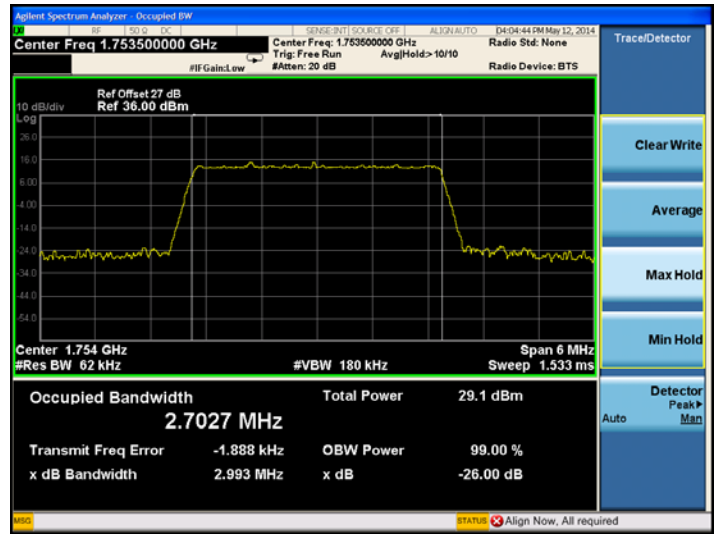 Agilent Spectrum Analyzer - Occupied BW
RF 50 Ω DC SENSE:INT SOURCE OFF ALIGN AUTO 04:04:44 PM May 12, 2014
Center Freq 1.753500000 GHz
Center Freq: 1.753500000 GHz
Radio Std: None
Trace/Detector
Trig: Free Run Avg|Hold:> 10/10
#IFGain:Low #Atten: 20 dB Radio Device: BTS
Ref Offset 27 dB
10 dB/div Ref 36.00 dBm
Log
26.0
16.0
6.00
-4.00
-14.0
-24.0
-34.0
-44.0
-54.0
Center 1.754 GHz Span 6 MHz
#Res BW 62 kHz #VBW 180 kHz Sweep 1.533 ms
Occupied Bandwidth Total Power 29.1 dBm
2.7027 MHz
Transmit Freq Error -1.888 kHz OBW Power 99.00 %
x dB Bandwidth 2.993 MHz x dB -26.00 dB
Clear Write
Average
Max Hold
Min Hold
Detector
Peak▶
Auto Man
MSG STATUS Align Now, All required